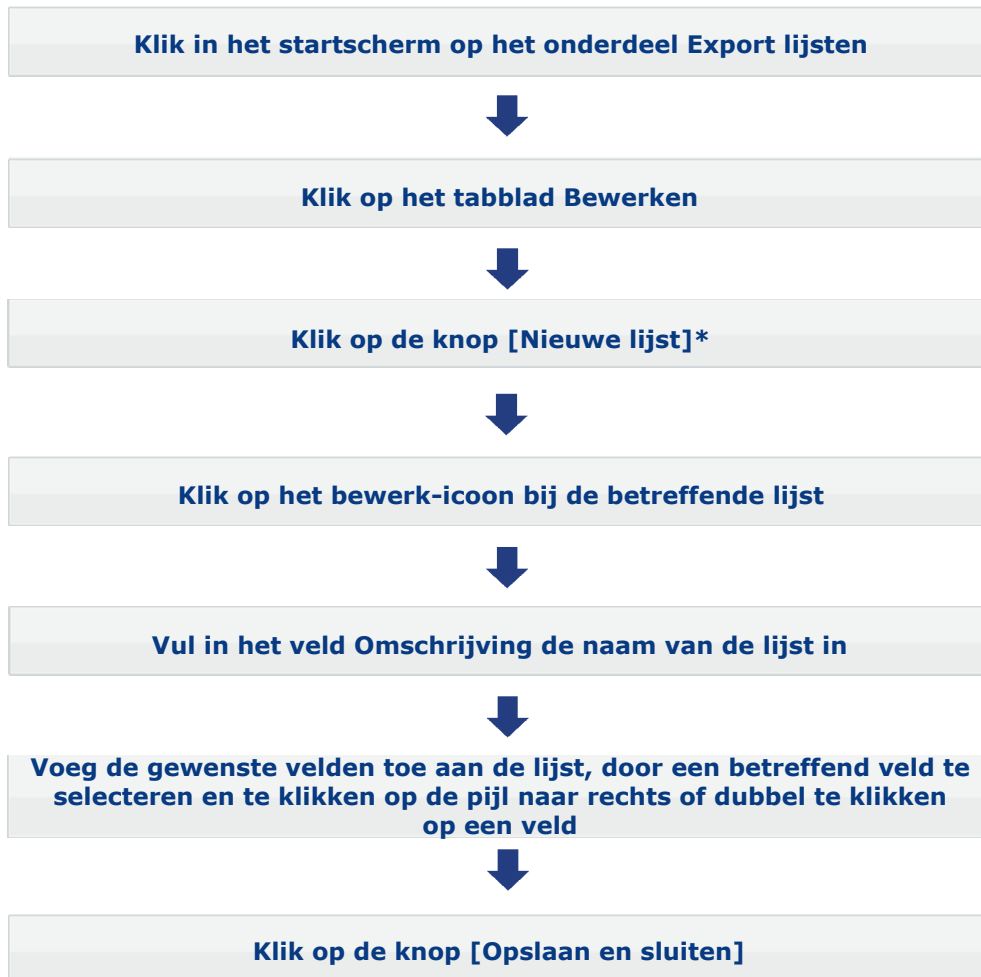 Klik in het startscherm op het onderdeel Export lijsten
Klik op het tabblad Bewerken
Klik op de knop [Nieuwe lijst]*
Klik op het bewerk-icoon bij de betreffende lijst
Vul in het veld Omschrijving de naam van de lijst in
Voeg de gewenste velden toe aan de lijst, door een betreffend veld te
selecteren en te klikken op de pijl naar rechts of dubbel te klikken
op een veld
Klik op de knop [Opslaan en sluiten]